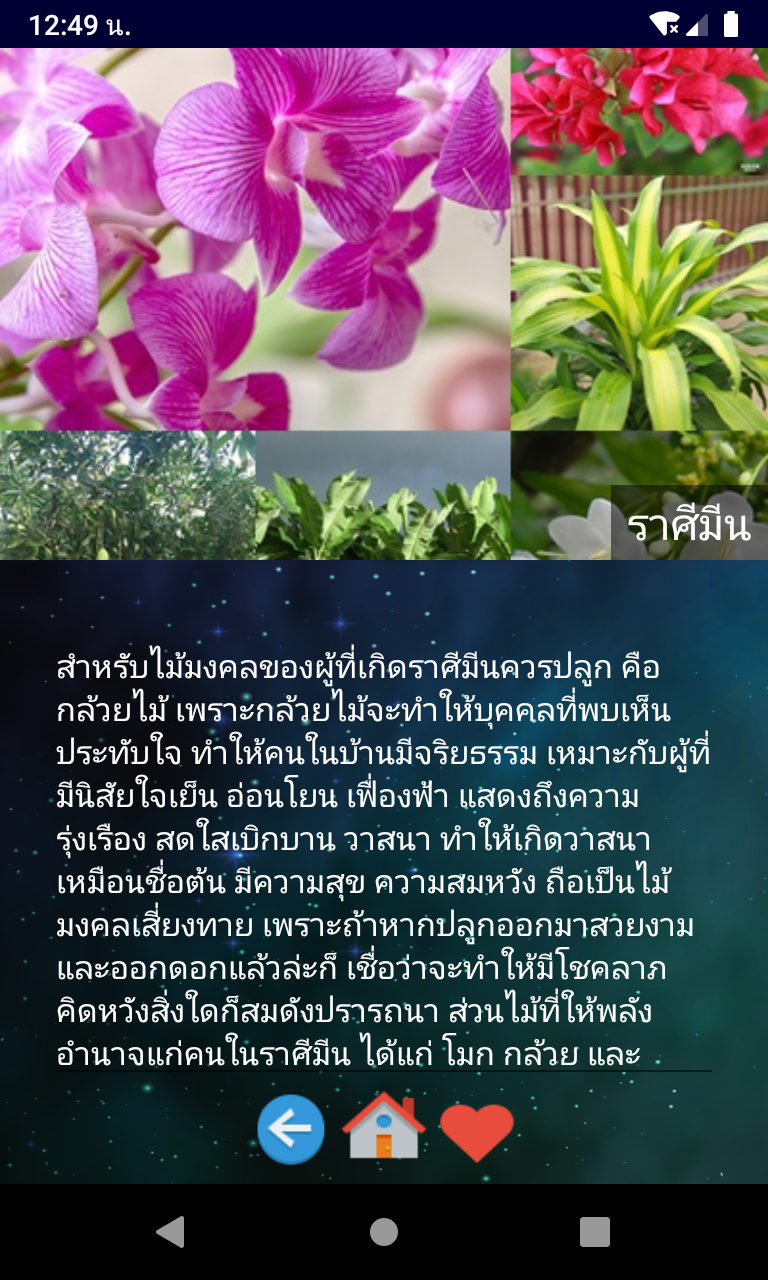 12:49 น.
ราศีมีน
สำหรับไม้มงคลของผู้ที่เกิดราศีมีนควรปลูก คือ
กล้วยไม้ เพราะกล้วยไม้จะทำให้บุคคลที่พบเห็น
ประทับใจ ทำให้คนในบ้านมีจริยธรรม เหมาะกับผู้ที่
มีนิสัยใจเย็น อ่อนโยน เฟื่องฟ้า แสดงถึงความ
รุ่งเรือง สดใสเบิกบาน วาสนา ทำให้เกิดวาสนา
เหมือนชื่อต้น มีความสุข ความสมหวัง ถือเป็นไม้
มงคลเสี่ยงทาย เพราะถ้าหากปลูกออกมาสวยงาม
และออกดอกแล้วล่ะก็ เชื่อว่าจะทำให้มีโชคลาภ
คิดหวังสิ่งใดก็สมดังปรารถนา ส่วนไม้ที่ให้พลัง
อำนาจแก่คนในราศีมีน ได้แก่ โมก กล้วย และ